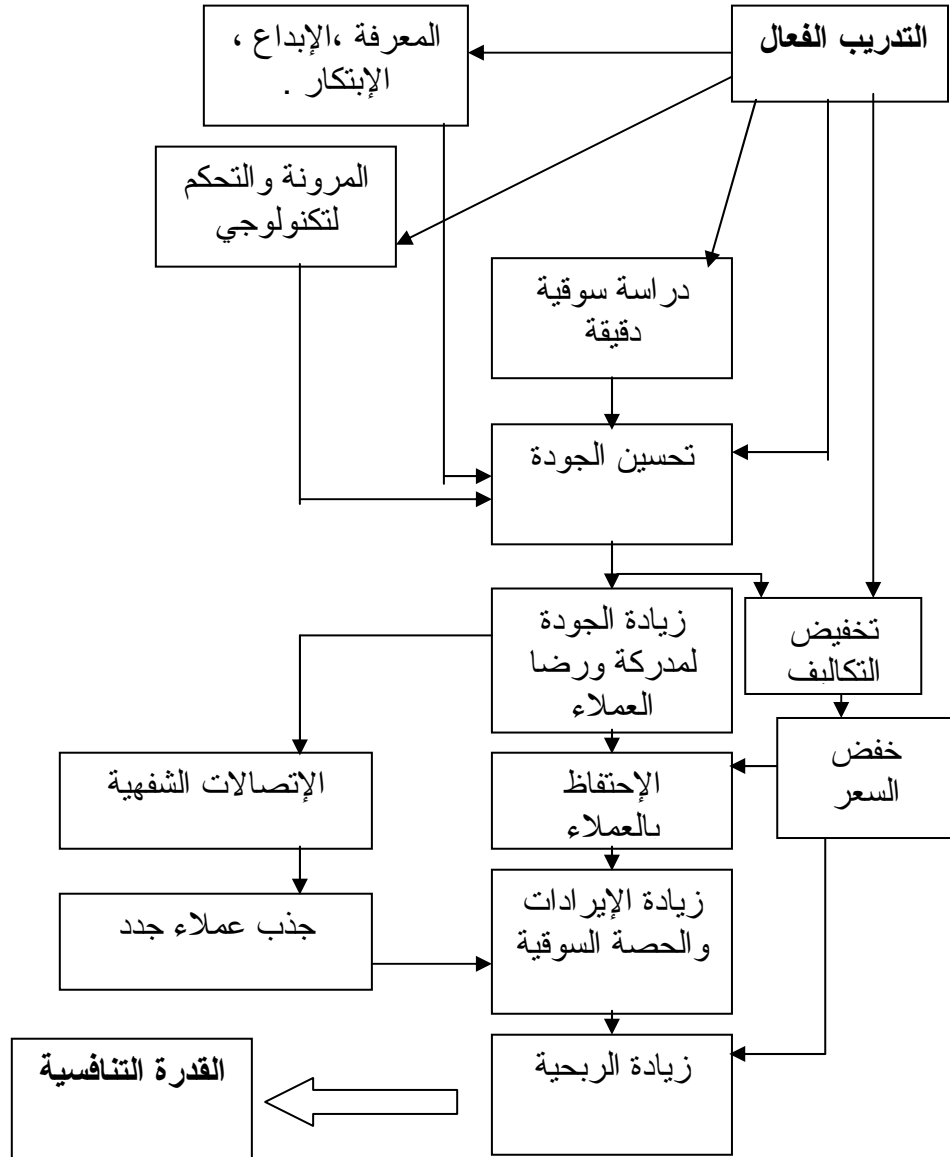 التدريب الفعال
المعرفة ،الإبداع ،
الإبتكار .
المرونة والتحكم
لتكنولوجي
دراسة سوقية
دقيقة
تحسين الجودة
زيادة الجودة
لمدركة ورضا
العملاء
تخفيض
التكاليف
خفض
السعر
الإتصالات الشفهية
الإحتفاظ
بالعملاء
زيادة الإيرادات
والحصة السوقية
جذب عملاء جدد
زيادة الربحية
القدرة التنافسية